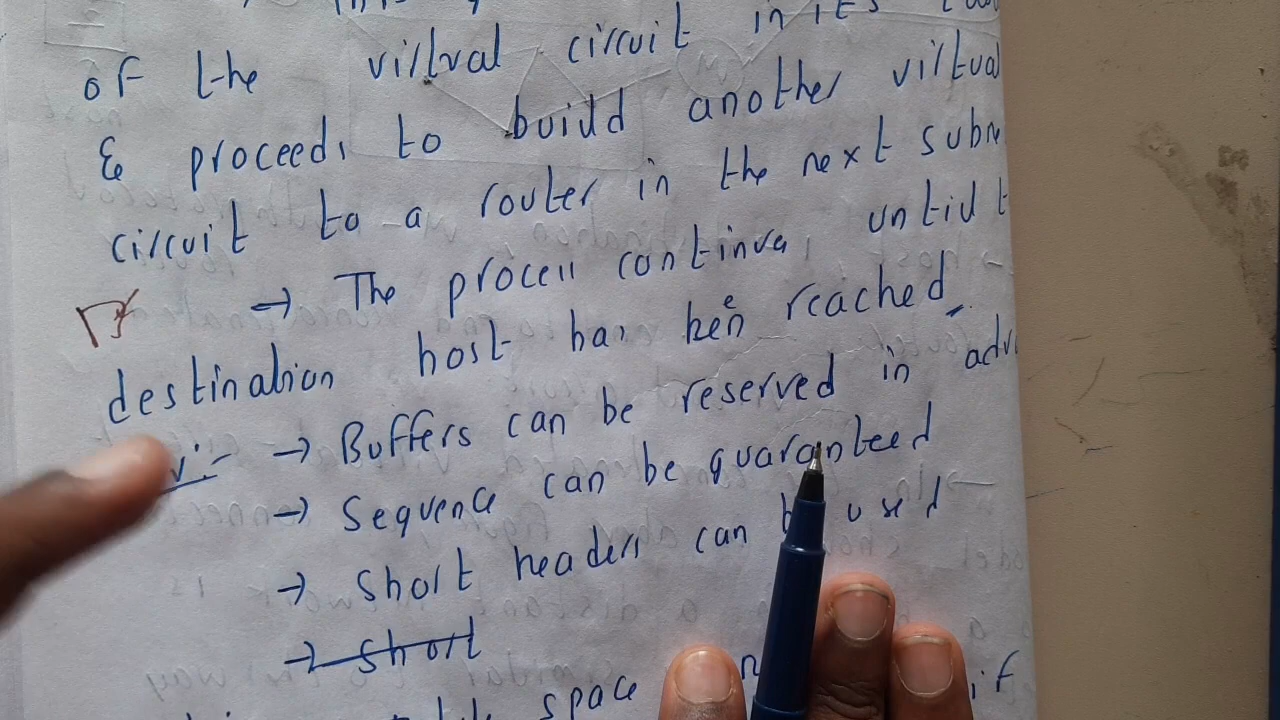 of the virtual circuit in its
& proceeds to build another virtual
circuit to a router in the next subn
→ The process continues until t
destination host has been reached.
→ Buffers can be reserved in adv
→ Sequence can be guaranteed
→ Short headers can be used
→ Short
space if